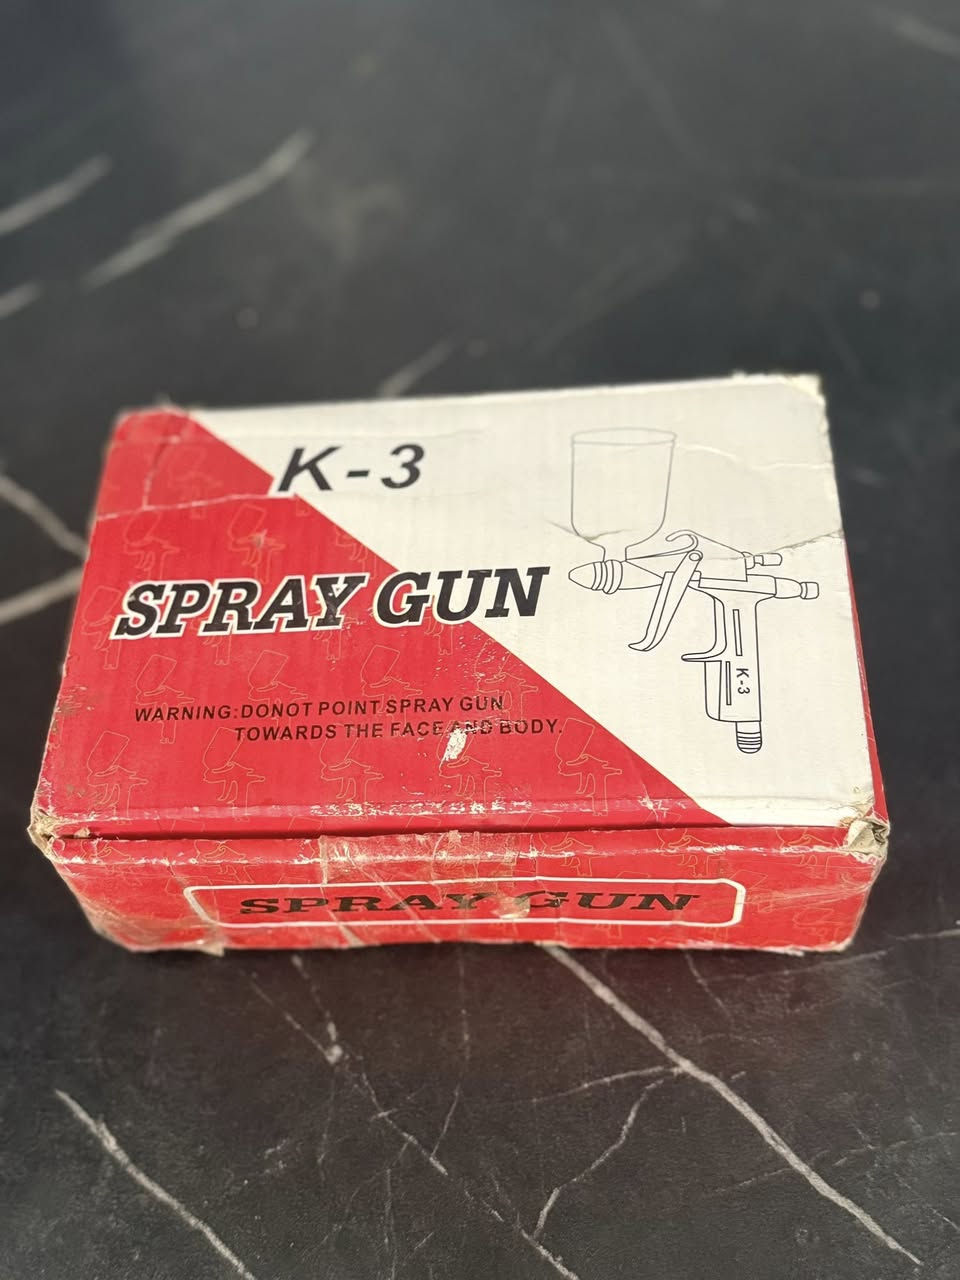 K-3
SPRAY GUN
K-3
WARNING:DONOT POINT SPRAY GUN
TOWARDS THE FACE AND BODY.
SPRAY GUN